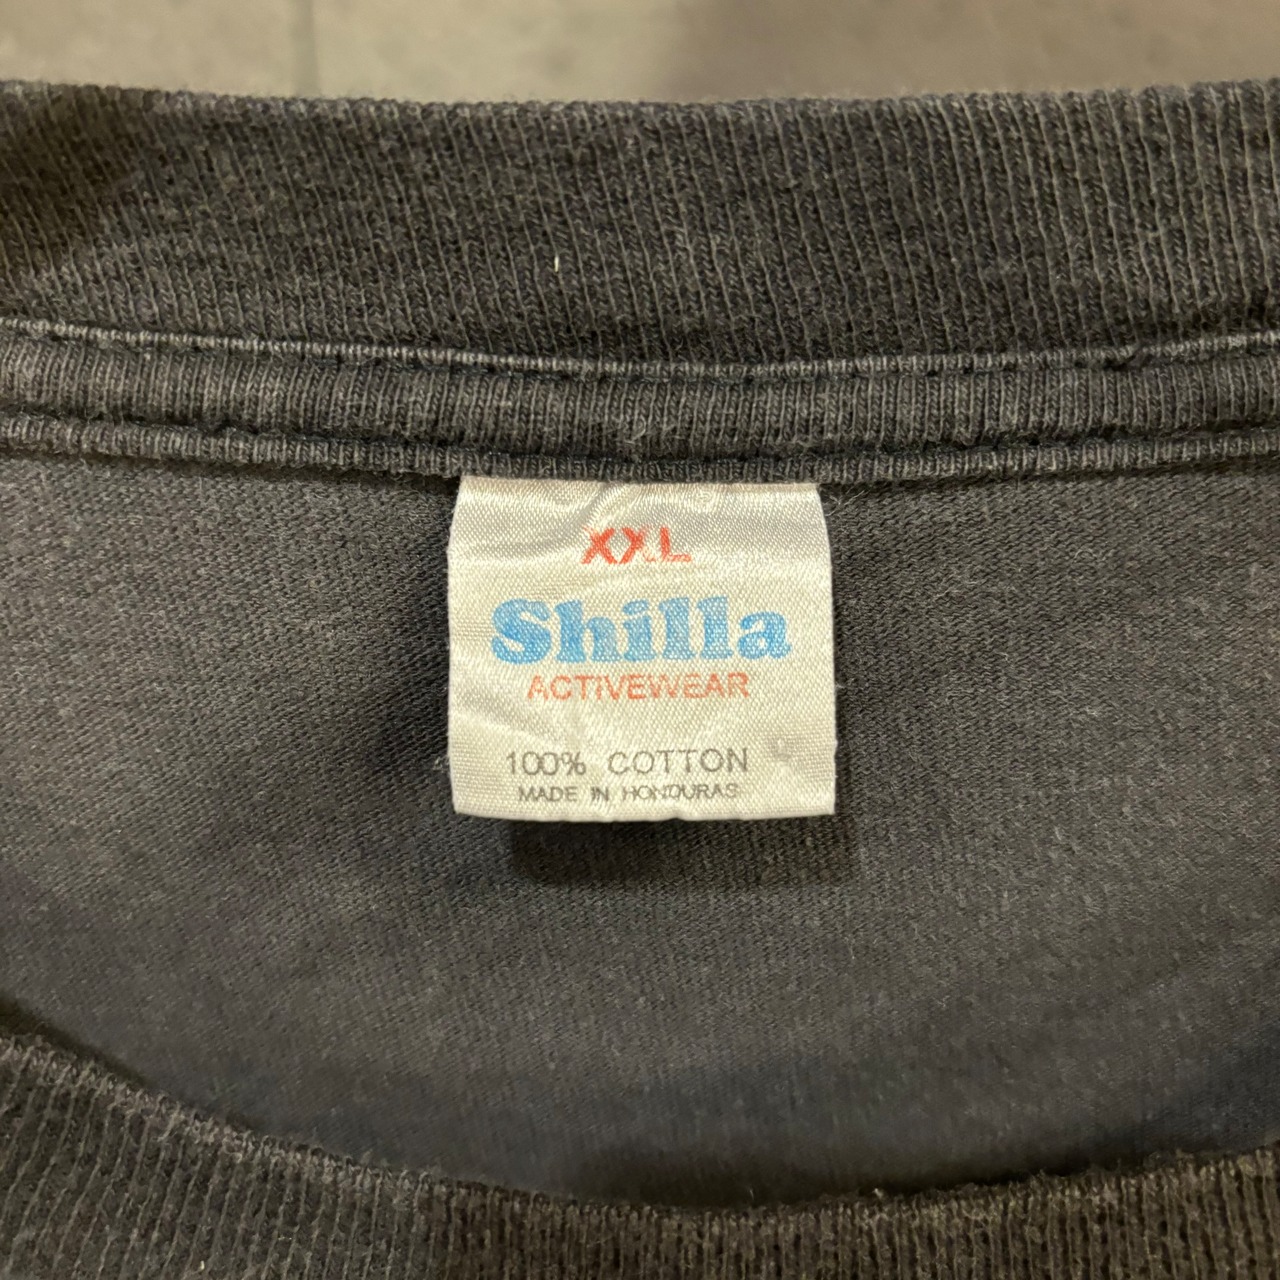 XXL
Shilla
ACTIVEWEAR
100% COTTON
MADE IN HONDURAS